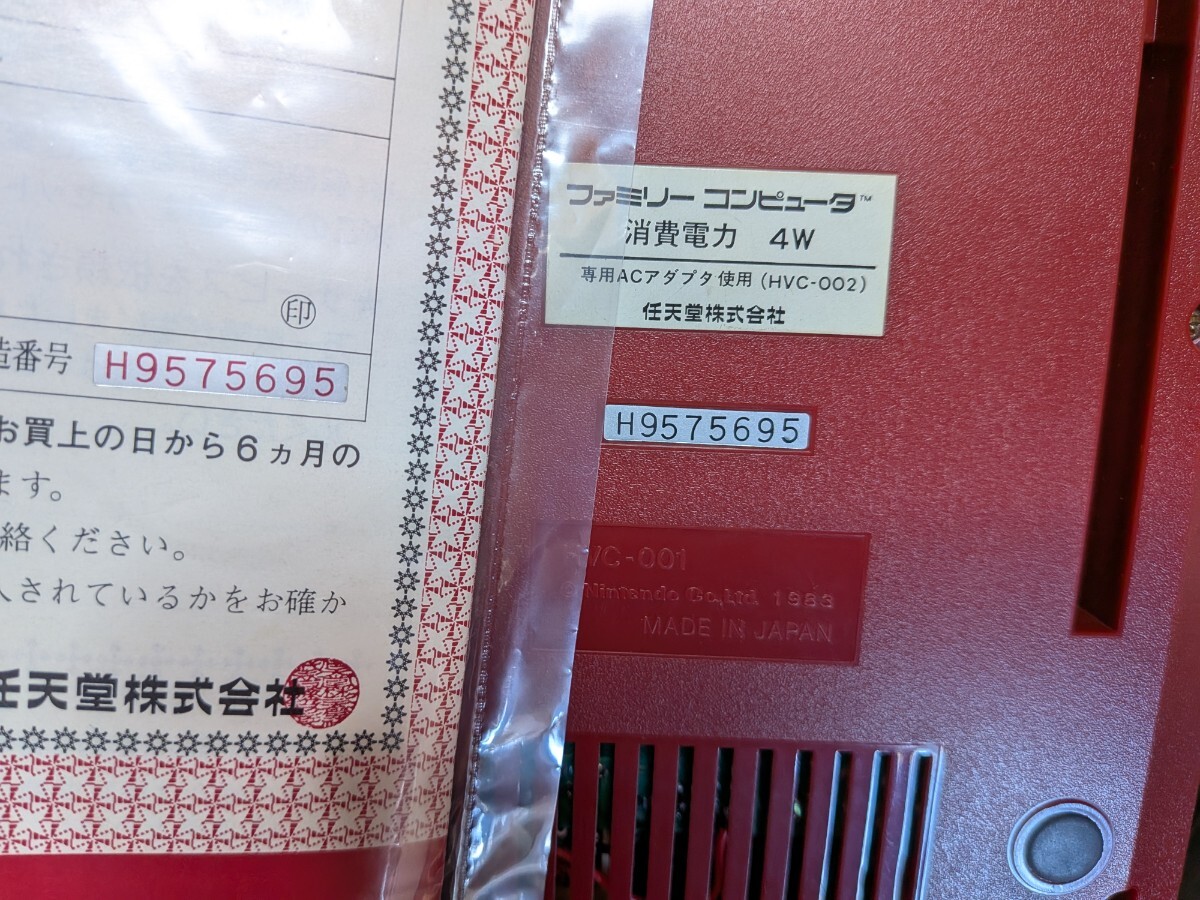 印
造番号 H9575695
お買上の日から6ヵ月の
ます。
絡ください。
入されているかをお確か
任天堂株式会社
ファミリー コンピュータ™
消費電力 4W
専用ACアダプタ使用(HVC-002)
任天堂株式会社
H9575695
HVC-001
© Nintendo Co., Ltd. 1983
MADE IN JAPAN